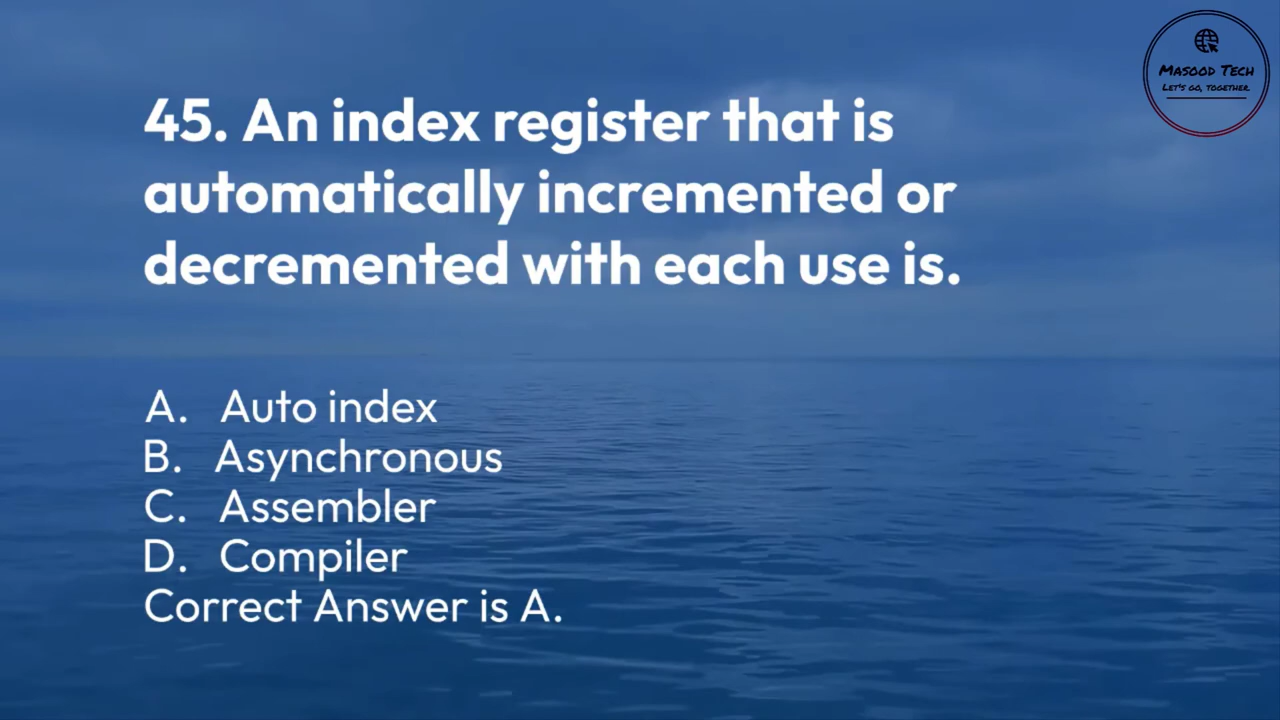 MASOOD TECH
LET'S GO, TOGETHER
45. An index register that is
automatically incremented or
decremented with each use is.
A. Auto index
B. Asynchronous
C. Assembler
D. Compiler
Correct Answer is A.